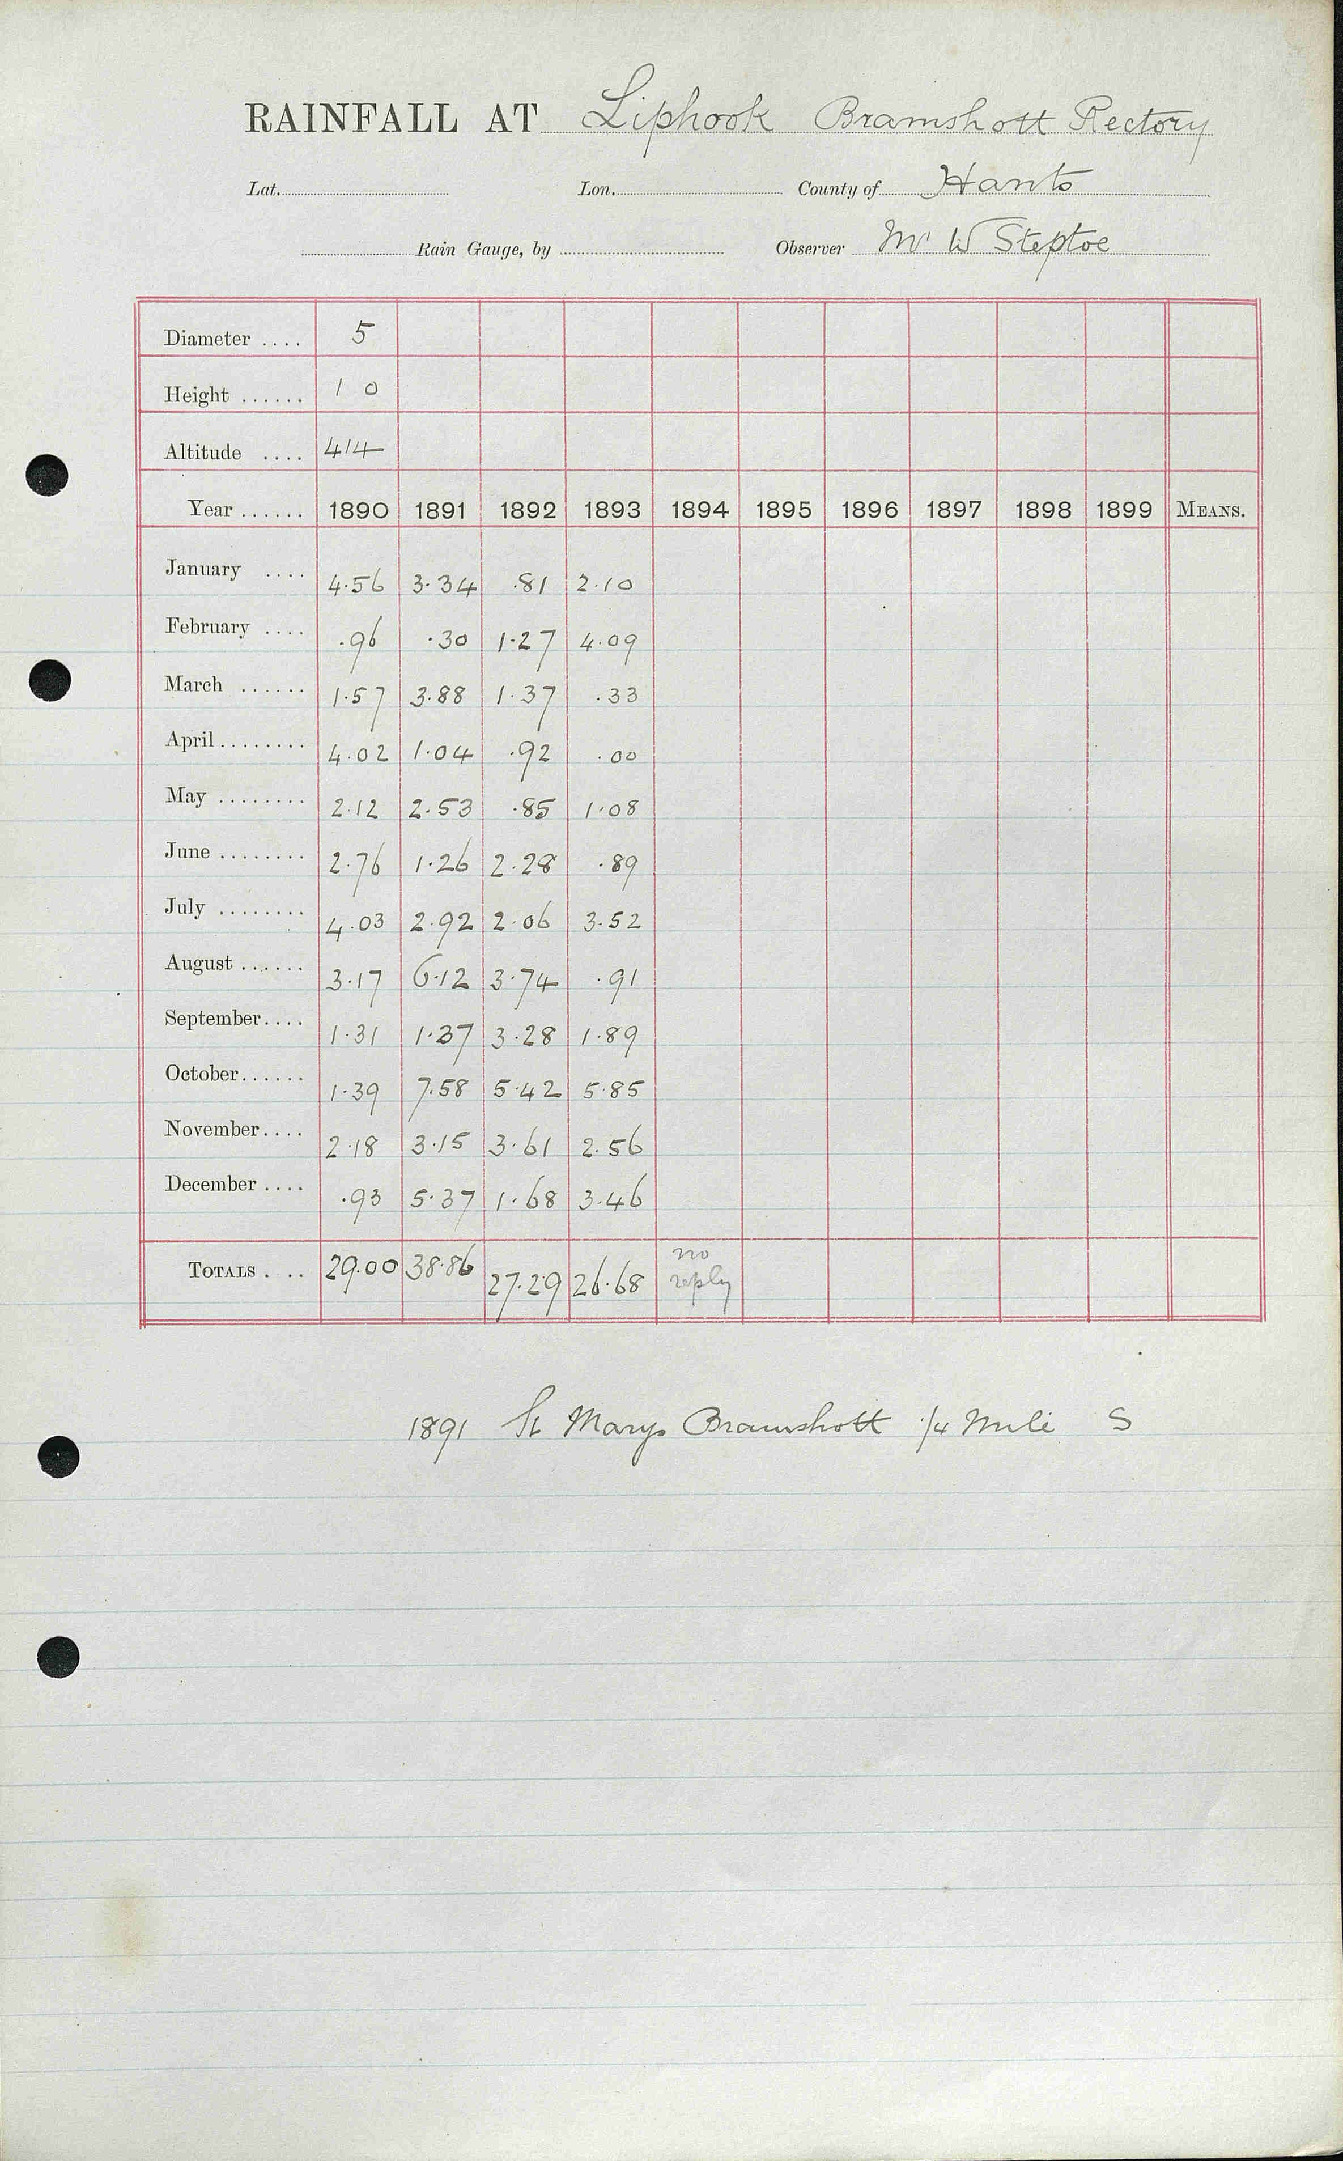 RAINFALL AT Liphook Bramshott Rectory
Lat. Lon. County of Hants
Rain Gauge, by Observer Mr W Steptoe
Diameter .... 5
Height ...... 1 0
Altitude .... 414
Year ...... 1890 1891 1892 1893 1894 1895 1896 1897 1898 1899 MEANS.
January .... 4.56 3.34 .81 2.10
February .... .96 .30 1.27 4.09
March ...... 1.57 3.88 1.37 .33
April ........ 4.02 1.04 .92 .00
May ........ 2.12 2.53 .85 1.08
June ........ 2.76 1.26 2.28 .89
July ........ 4.03 2.92 2.06 3.52
August ...... 3.17 6.12 3.74 .91
September.... 1.31 1.37 3.28 1.89
October...... 1.39 7.58 5.42 5.85
November.... 2.18 3.15 3.61 2.56
December .... .93 5.37 1.68 3.46
TOTALS . ... 29.00 38.86 27.29 26.68 no reply
1891 St Marys Bramshott 1/4 Mile S